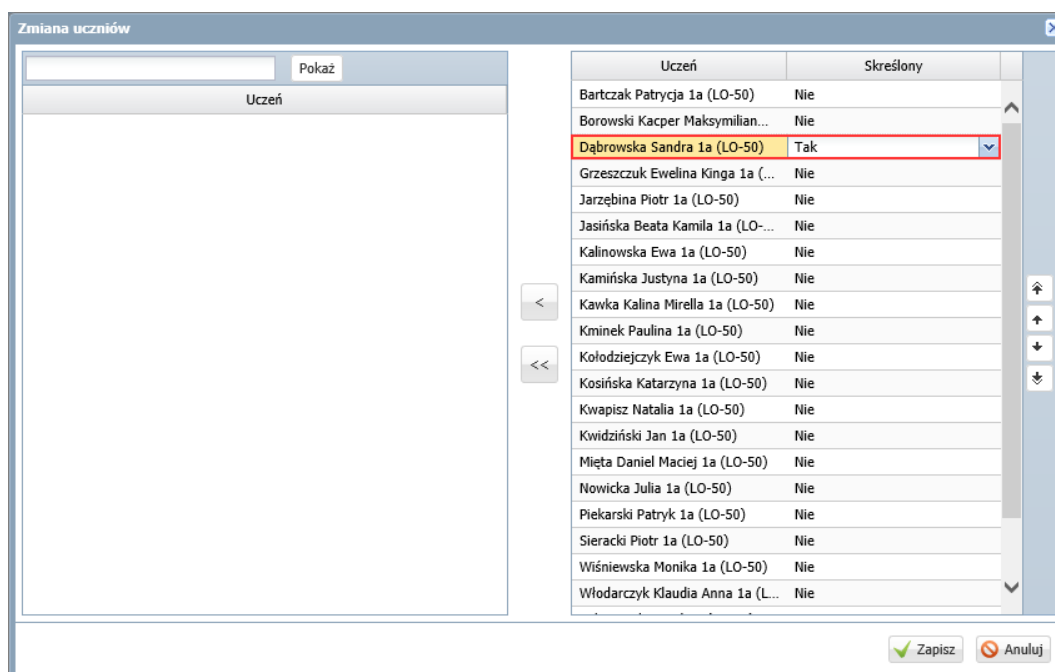 Zmiana uczniów
Pokaż
Uczeń
Uczeń Skreślony
Bartczak Patrycja 1a (LO-50) Nie
Borowski Kacper Maksymilian... Nie
Dąbrowska Sandra 1a (LO-50) Tak
Grzeszczuk Ewelina Kinga 1a (... Nie
Jarzębina Piotr 1a (LO-50) Nie
Jasińska Beata Kamila 1a (LO-... Nie
Kalinowska Ewa 1a (LO-50) Nie
Kamińska Justyna 1a (LO-50) Nie
Kawka Kalina Mirella 1a (LO-50) Nie
Kminek Paulina 1a (LO-50) Nie
Kołodziejczyk Ewa 1a (LO-50) Nie
Kosińska Katarzyna 1a (LO-50) Nie
Kwapisz Natalia 1a (LO-50) Nie
Kwidziński Jan 1a (LO-50) Nie
Mięta Daniel Maciej 1a (LO-50) Nie
Nowicka Julia 1a (LO-50) Nie
Piekarski Patryk 1a (LO-50) Nie
Sieracki Piotr 1a (LO-50) Nie
Wiśniewska Monika 1a (LO-50) Nie
Włodarczyk Klaudia Anna 1a (L... Nie
<
<<
Zapisz Anuluj